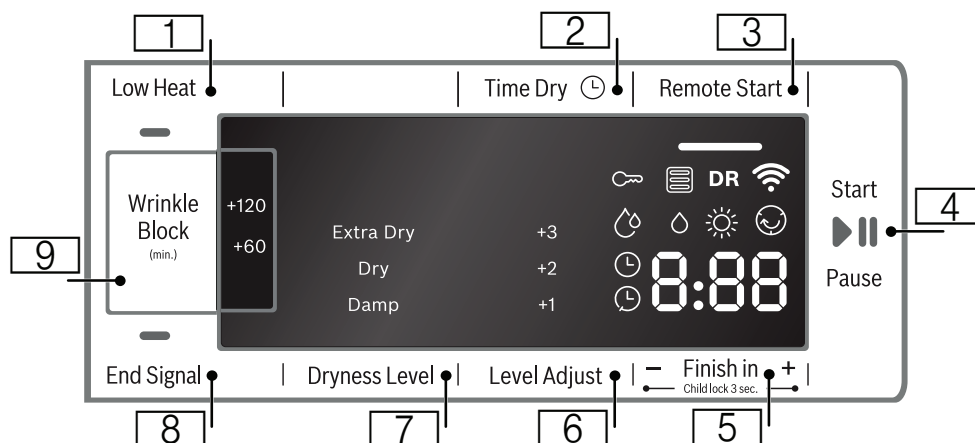 1
2
3
Low Heat
Time Dry
Remote Start
DR
Wrinkle
Block
(min.)
+120
+60
Extra Dry +3
Dry +2
Damp +1
8:88
Start
Pause
4
9
End Signal
Dryness Level
Level Adjust
− Finish in +
Child lock 3 sec.
8
7
6
5